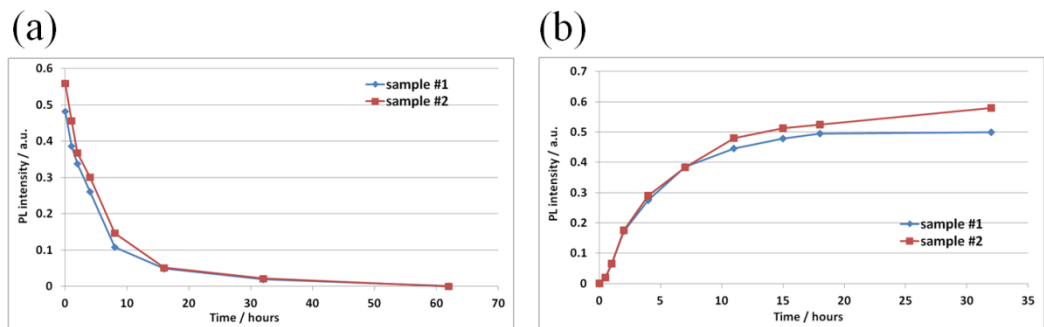 (a)
0.6
0.5
0.4
0.3
0.2
0.1
0
PL intensity / a.u.
sample #1
sample #2
0 10 20 30 40 50 60 70
Time / hours
(b)
0.7
0.6
0.5
0.4
0.3
0.2
0.1
0
PL intensity / a.u.
sample #1
sample #2
0 5 10 15 20 25 30 35
Time / hours